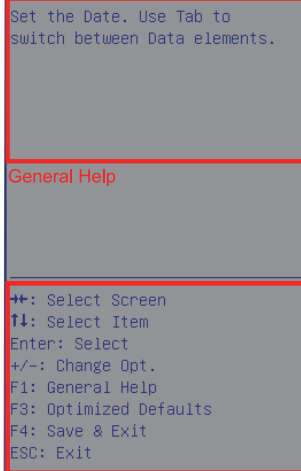 Set the Date. Use Tab to
switch between Data elements.
General Help
→←: Select Screen
↑↓: Select Item
Enter: Select
+/-: Change Opt.
F1: General Help
F3: Optimized Defaults
F4: Save & Exit
ESC: Exit